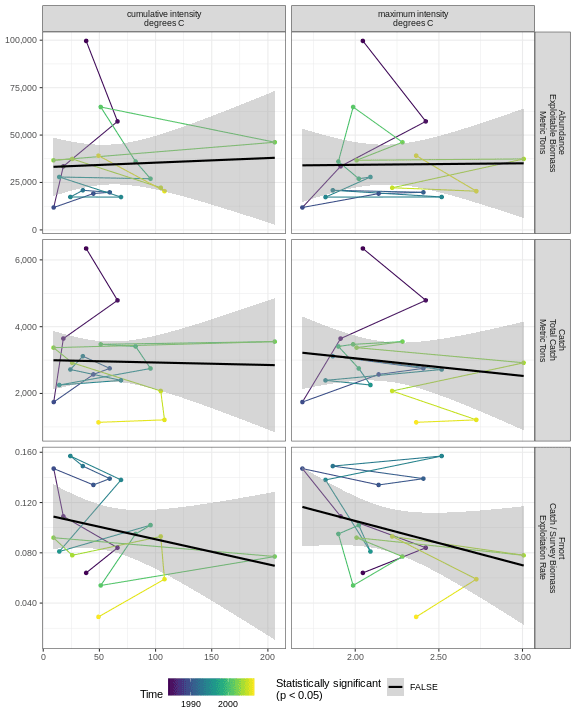 cumulative intensity
degrees C
maximum intensity
degrees C
100,000
75,000
50,000
25,000
0
Abundance
Exploitable Biomass
Metric Tons
6,000
4,000
2,000
Catch
Total Catch
Metric Tons
0.160
0.120
0.080
0.040
Fmort
Catch / Survey Biomass
Exploitation Rate
0
50
100
150
200
2.00
2.50
3.00
Time
1990
2000
Statistically significant
(p < 0.05)
FALSE